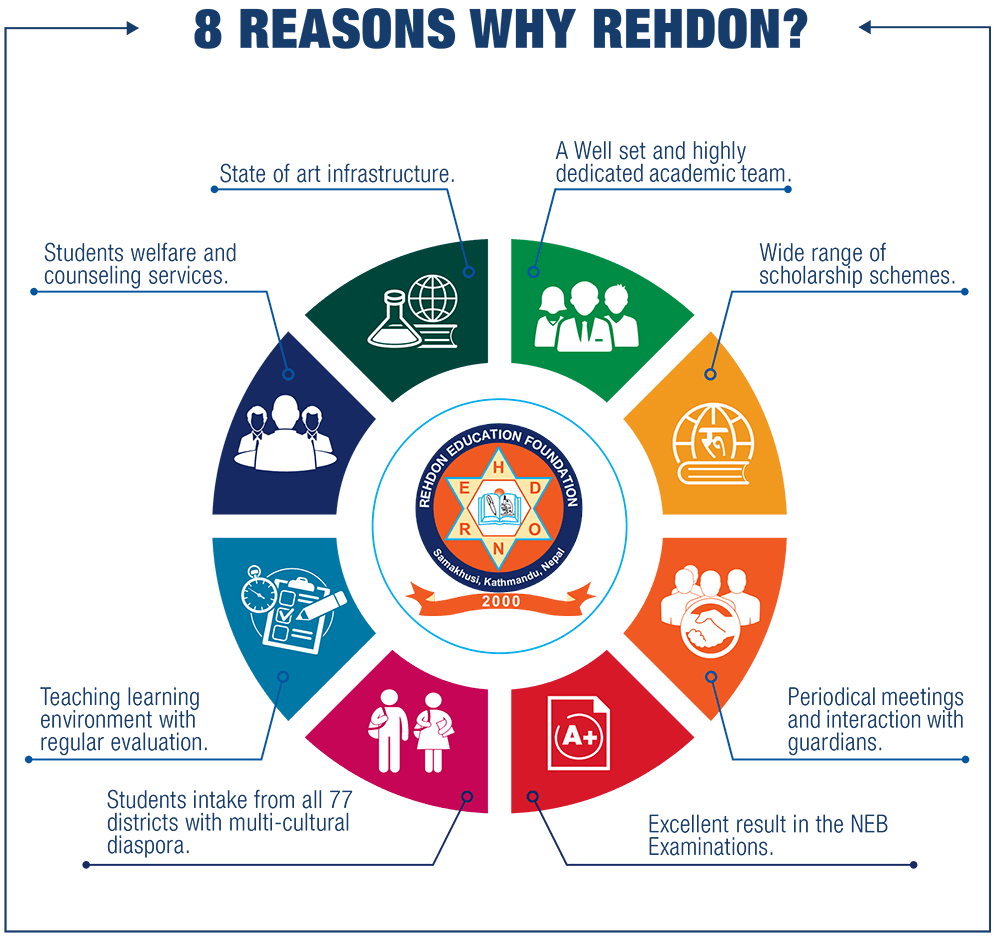 8 REASONS WHY REHDON?
State of art infrastructure.
A Well set and highly
dedicated academic team.
Students welfare and
counseling services.
Wide range of
scholarship schemes.
रू
REHDON EDUCATION FOUNDATION
H
E D
R O
N
Samakhusi, Kathmandu, Nepal
2000
Teaching learning
environment with
regular evaluation.
Periodical meetings
and interaction with
guardians.
A+
Students intake from all 77
districts with multi-cultural
diaspora.
Excellent result in the NEB
Examinations.